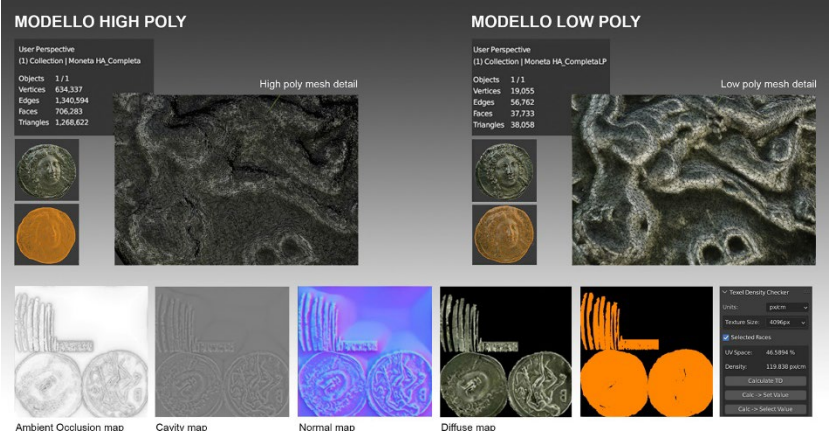 MODELLO HIGH POLY
User Perspective
(1) Collection | Moneta HA_Completa
Objects 1/1
Vertices 634,337
Edges 1,340,594
Faces 706,283
Triangles 1,268,622
High poly mesh detail
MODELLO LOW POLY
User Perspective
(1) Collection | Moneta HA_CompletaLP
Objects 1/1
Vertices 19,055
Edges 56,762
Faces 37,733
Triangles 38,058
Low poly mesh detail
Texel Density Checker
Units: px/cm
Texture Size: 4096px
Selected Faces
UV Space: 46.5894 %
Density: 119.838 px/cm
Calculate TD
Calc -> Set Value
Calc -> Select Value
Ambient Occlusion map
Cavity map
Normal map
Diffuse map